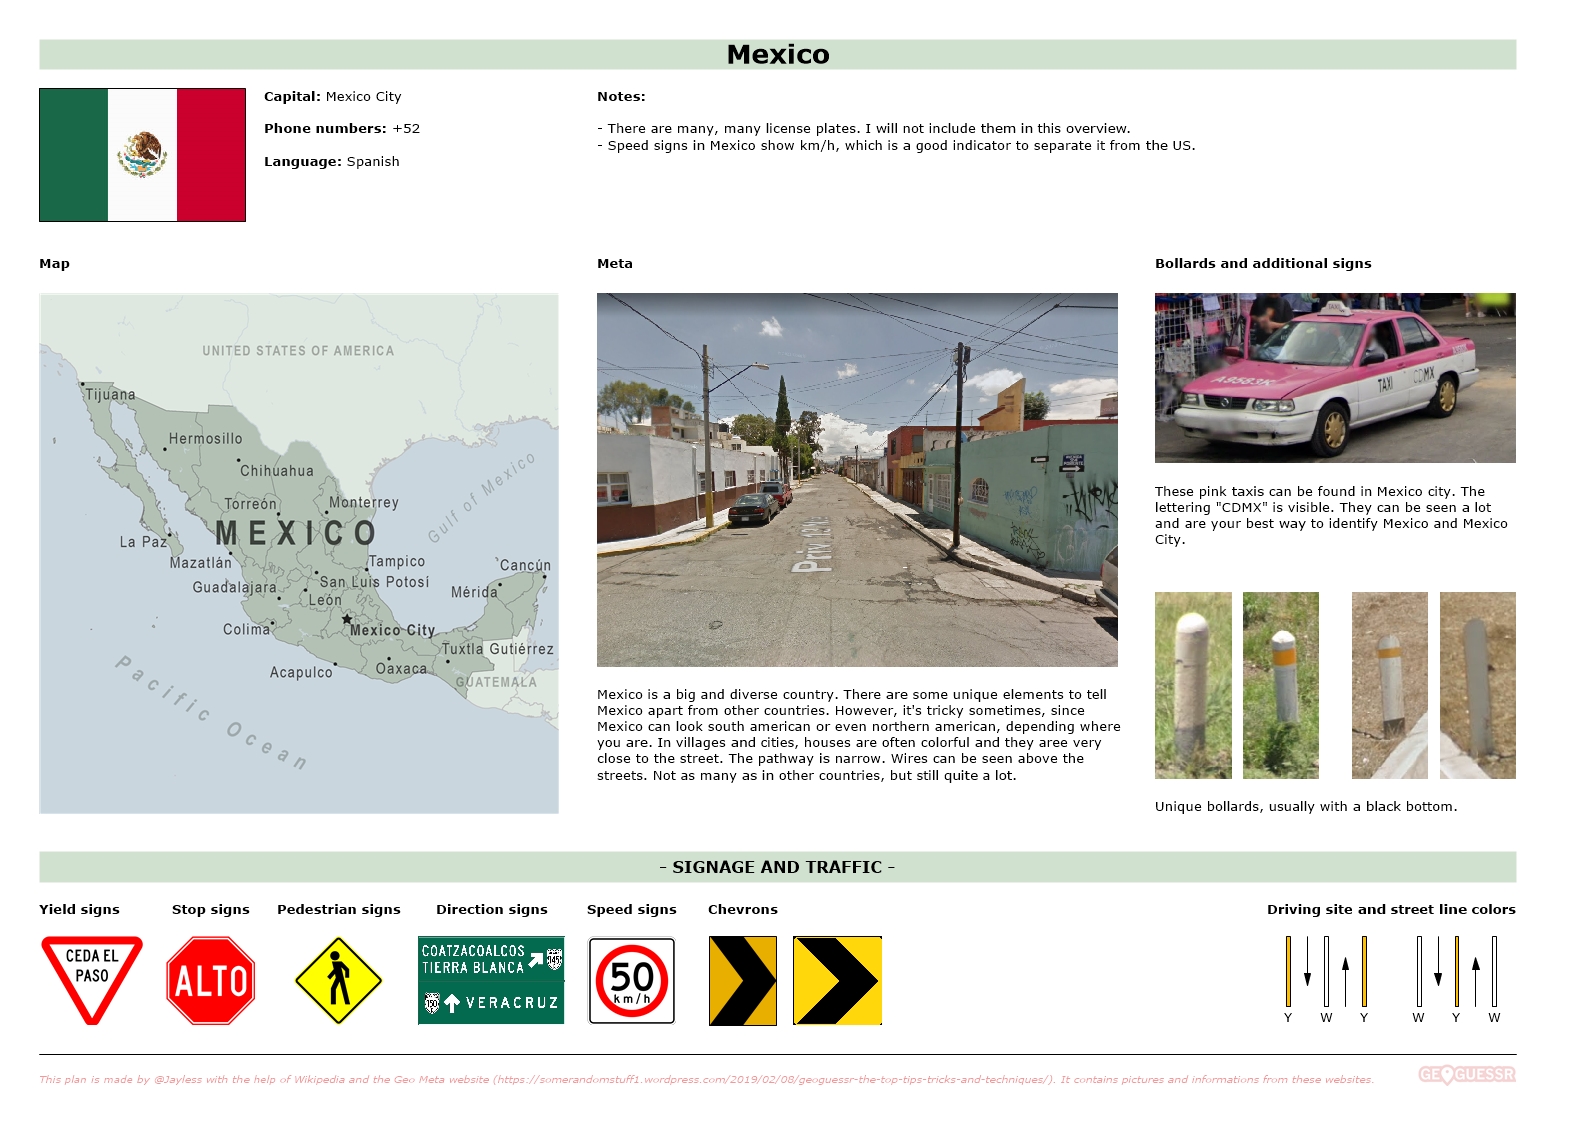 Mexico
Capital: Mexico City
Phone numbers: +52
Language: Spanish
Notes:
- There are many, many license plates. I will not include them in this overview.
- Speed signs in Mexico show km/h, which is a good indicator to separate it from the US.
Map
UNITED STATES OF AMERICA
Tijuana
Hermosillo
Chihuahua
Torreón
Monterrey
Gulf of Mexico
MEXICO
La Paz
Mazatlán
Tampico
Cancún
San Luis Potosí
Guadalajara
León
Mérida
Colima
Mexico City
Tuxtla Gutiérrez
Acapulco
Oaxaca
GUATEMALA
Pacific Ocean
Meta
Priv 16
Mexico is a big and diverse country. There are some unique elements to tell
Mexico apart from other countries. However, it's tricky sometimes, since
Mexico can look south american or even northern american, depending where
you are. In villages and cities, houses are often colorful and they aree very
close to the street. The pathway is narrow. Wires can be seen above the
streets. Not as many as in other countries, but still quite a lot.
Bollards and additional signs
TAXI
TAXI CDMX
These pink taxis can be found in Mexico city. The
lettering "CDMX" is visible. They can be seen a lot
and are your best way to identify Mexico and Mexico
City.
Unique bollards, usually with a black bottom.
- SIGNAGE AND TRAFFIC -
Yield signs
CEDA EL
PASO
Stop signs
ALTO
Pedestrian signs
Direction signs
COATZACOALCOS
TIERRA BLANCA
145
150
VERACRUZ
Speed signs
50
km/h
Chevrons
Driving site and street line colors
Y W Y W Y W
This plan is made by @Jayless with the help of Wikipedia and the Geo Meta website (https://somerandomstuff1.wordpress.com/2019/02/08/geoguessr-the-top-tips-tricks-and-techniques/). It contains pictures and informations from these websites.
GEOGUESSR